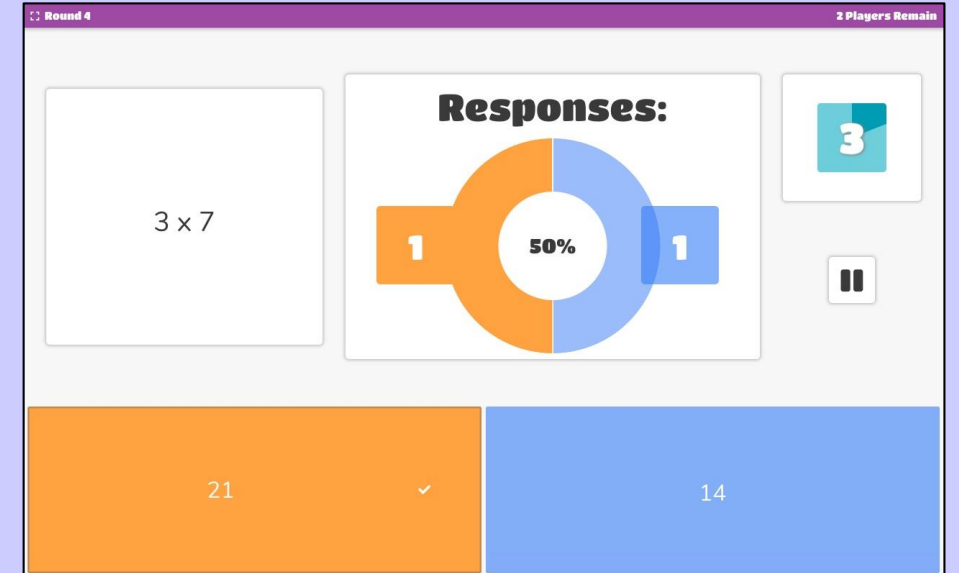 Round 4
2 Players Remain
3 x 7
Responses:
1
50%
1
3
21
14